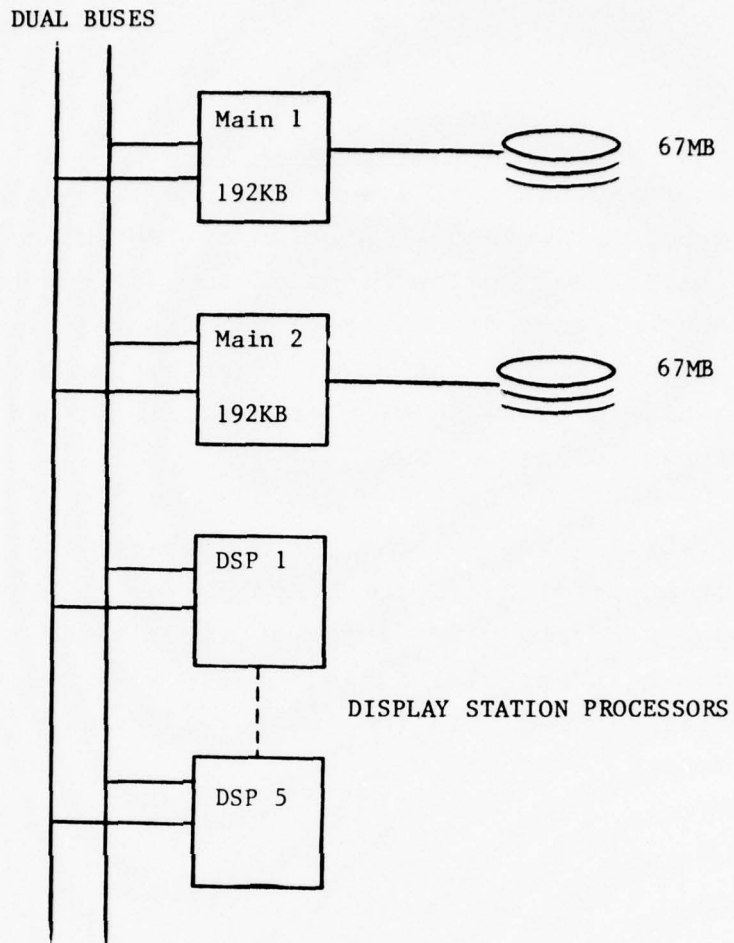 DUAL BUSES
Main 1
192KB
67MB
Main 2
192KB
67MB
DSP 1
DISPLAY STATION PROCESSORS
DSP 5